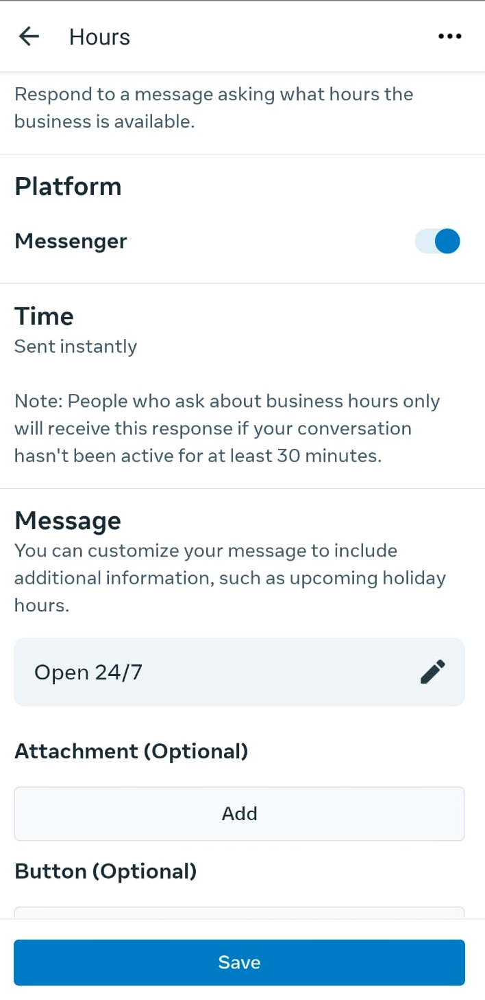 Hours
Respond to a message asking what hours the
business is available.
Platform
Messenger
Time
Sent instantly
Note: People who ask about business hours only
will receive this response if your conversation
hasn't been active for at least 30 minutes.
Message
You can customize your message to include
additional information, such as upcoming holiday
hours.
Open 24/7
Attachment (Optional)
Add
Button (Optional)
Save